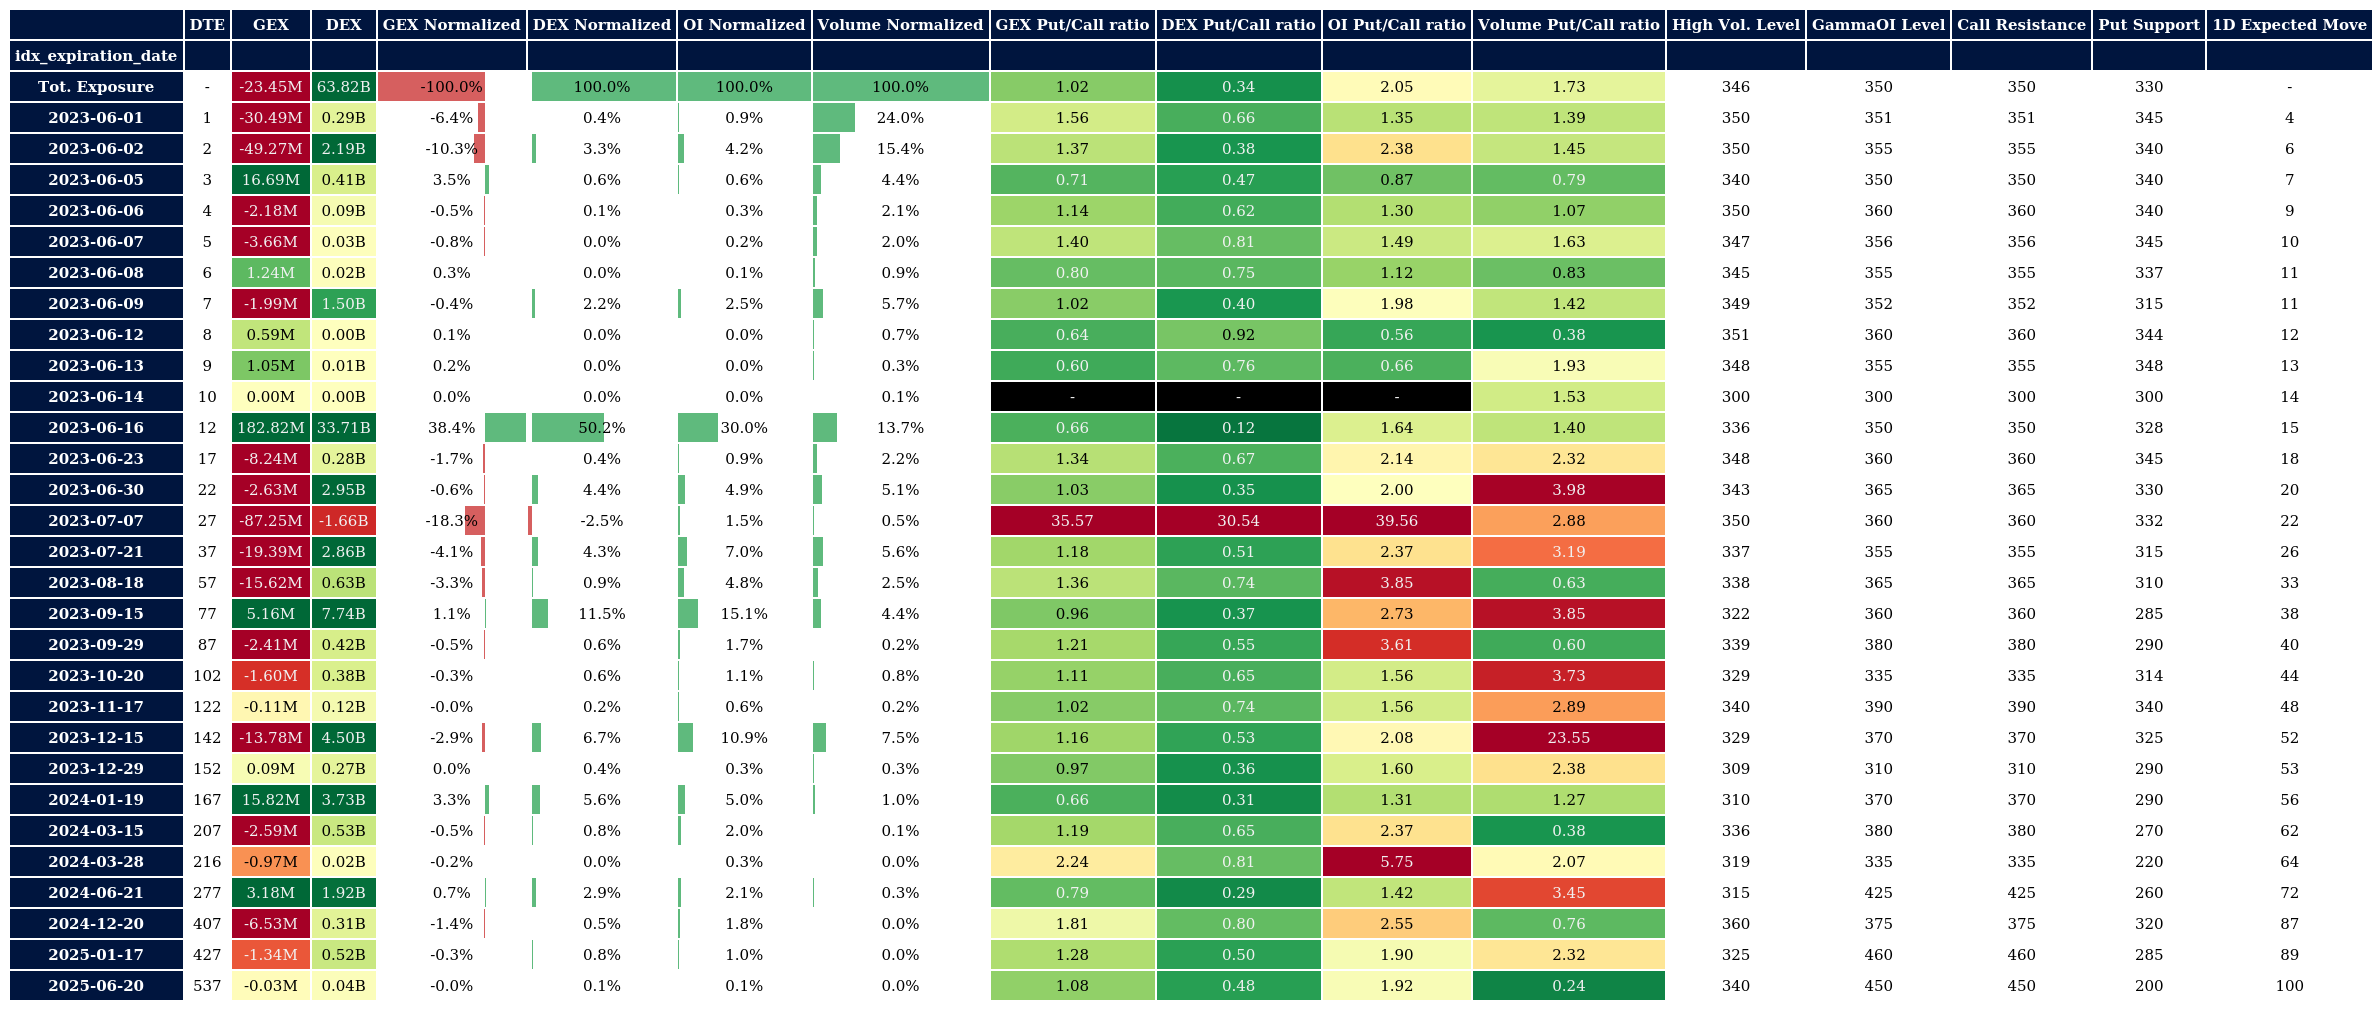 DTE GEX DEX GEX Normalized DEX Normalized OI Normalized Volume Normalized GEX Put/Call ratio DEX Put/Call ratio OI Put/Call ratio Volume Put/Call ratio High Vol. Level GammaOI Level Call Resistance Put Support 1D Expected Move
idx_expiration_date
Tot. Exposure - -23.45M 63.82B -100.0% 100.0% 100.0% 100.0% 1.02 0.34 2.05 1.73 346 350 350 330 -
2023-06-01 1 -30.49M 0.29B -6.4% 0.4% 0.9% 24.0% 1.56 0.66 1.35 1.39 350 351 351 345 4
2023-06-02 2 -49.27M 2.19B -10.3% 3.3% 4.2% 15.4% 1.37 0.38 2.38 1.45 350 355 355 340 6
2023-06-05 3 16.69M 0.41B 3.5% 0.6% 0.6% 4.4% 0.71 0.47 0.87 0.79 340 350 350 340 7
2023-06-06 4 -2.18M 0.09B -0.5% 0.1% 0.3% 2.1% 1.14 0.62 1.30 1.07 350 360 360 340 9
2023-06-07 5 -3.66M 0.03B -0.8% 0.0% 0.2% 2.0% 1.40 0.81 1.49 1.63 347 356 356 345 10
2023-06-08 6 1.24M 0.02B 0.3% 0.0% 0.1% 0.9% 0.80 0.75 1.12 0.83 345 355 355 337 11
2023-06-09 7 -1.99M 1.50B -0.4% 2.2% 2.5% 5.7% 1.02 0.40 1.98 1.42 349 352 352 315 11
2023-06-12 8 0.59M 0.00B 0.1% 0.0% 0.0% 0.7% 0.64 0.92 0.56 0.38 351 360 360 344 12
2023-06-13 9 1.05M 0.01B 0.2% 0.0% 0.0% 0.3% 0.60 0.76 0.66 1.93 348 355 355 348 13
2023-06-14 10 0.00M 0.00B 0.0% 0.0% 0.0% 0.1% - - - 1.53 300 300 300 300 14
2023-06-16 12 182.82M 33.71B 38.4% 50.2% 30.0% 13.7% 0.66 0.12 1.64 1.40 336 350 350 328 15
2023-06-23 17 -8.24M 0.28B -1.7% 0.4% 0.9% 2.2% 1.34 0.67 2.14 2.32 348 360 360 345 18
2023-06-30 22 -2.63M 2.95B -0.6% 4.4% 4.9% 5.1% 1.03 0.35 2.00 3.98 343 365 365 330 20
2023-07-07 27 -87.25M -1.66B -18.3% -2.5% 1.5% 0.5% 35.57 30.54 39.56 2.88 350 360 360 332 22
2023-07-21 37 -19.39M 2.86B -4.1% 4.3% 7.0% 5.6% 1.18 0.51 2.37 3.19 337 355 355 315 26
2023-08-18 57 -15.62M 0.63B -3.3% 0.9% 4.8% 2.5% 1.36 0.74 3.85 0.63 338 365 365 310 33
2023-09-15 77 5.16M 7.74B 1.1% 11.5% 15.1% 4.4% 0.96 0.37 2.73 3.85 322 360 360 285 38
2023-09-29 87 -2.41M 0.42B -0.5% 0.6% 1.7% 0.2% 1.21 0.55 3.61 0.60 339 380 380 290 40
2023-10-20 102 -1.60M 0.38B -0.3% 0.6% 1.1% 0.8% 1.11 0.65 1.56 3.73 329 335 335 314 44
2023-11-17 122 -0.11M 0.12B -0.0% 0.2% 0.6% 0.2% 1.02 0.74 1.56 2.89 340 390 390 340 48
2023-12-15 142 -13.78M 4.50B -2.9% 6.7% 10.9% 7.5% 1.16 0.53 2.08 23.55 329 370 370 325 52
2023-12-29 152 0.09M 0.27B 0.0% 0.4% 0.3% 0.3% 0.97 0.36 1.60 2.38 309 310 310 290 53
2024-01-19 167 15.82M 3.73B 3.3% 5.6% 5.0% 1.0% 0.66 0.31 1.31 1.27 310 370 370 290 56
2024-03-15 207 -2.59M 0.53B -0.5% 0.8% 2.0% 0.1% 1.19 0.65 2.37 0.38 336 380 380 270 62
2024-03-28 216 -0.97M 0.02B -0.2% 0.0% 0.3% 0.0% 2.24 0.81 5.75 2.07 319 335 335 220 64
2024-06-21 277 3.18M 1.92B 0.7% 2.9% 2.1% 0.3% 0.79 0.29 1.42 3.45 315 425 425 260 72
2024-12-20 407 -6.53M 0.31B -1.4% 0.5% 1.8% 0.0% 1.81 0.80 2.55 0.76 360 375 375 320 87
2025-01-17 427 -1.34M 0.52B -0.3% 0.8% 1.0% 0.0% 1.28 0.50 1.90 2.32 325 460 460 285 89
2025-06-20 537 -0.03M 0.04B -0.0% 0.1% 0.1% 0.0% 1.08 0.48 1.92 0.24 340 450 450 200 100